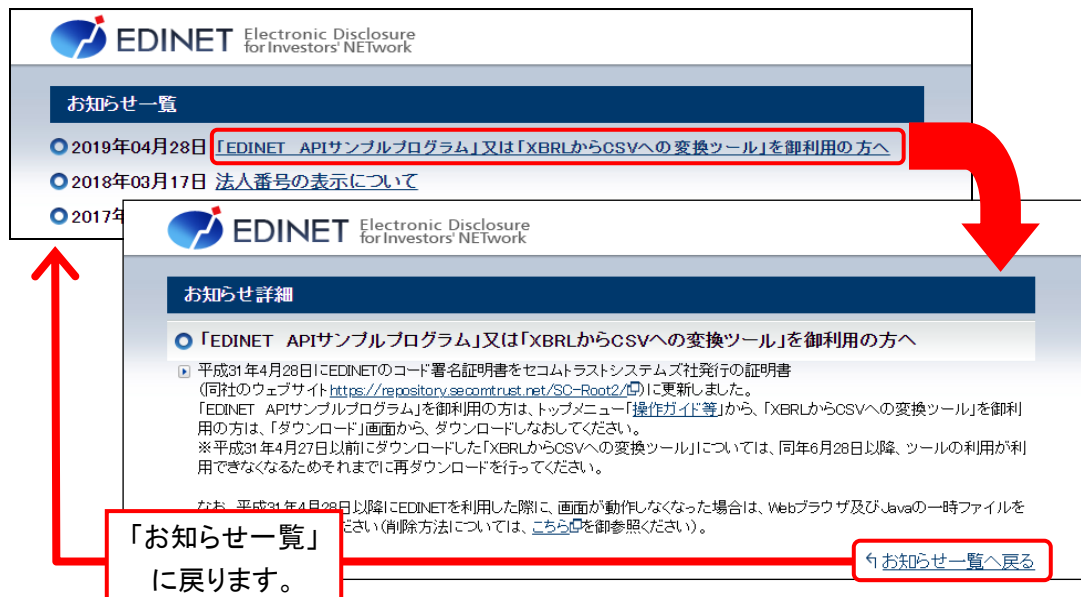 EDINET Electronic Disclosure
for Investors' NETwork
お知らせ一覧
2019年04月28日 「EDINET APIサンプルプログラム」又は「XBRLからCSVへの変換ツール」を御利用の方へ
2018年03月17日 法人番号の表示について
2017年
EDINET Electronic Disclosure
for Investors' NETwork
お知らせ詳細
「EDINET APIサンプルプログラム」又は「XBRLからCSVへの変換ツール」を御利用の方へ
平成31年4月28日にEDINETのコード署名証明書をセコムトラストシステムズ社発行の証明書
(同社のウェブサイトhttps://repository.secomtrust.net/SC-Root2/)に更新しました。
「EDINET APIサンプルプログラム」を御利用の方は、トップメニュー「操作ガイド等」から、「XBRLからCSVへの変換ツール」を御利
用の方は、「ダウンロード」画面から、ダウンロードしなおしてください。
※平成31年4月27日以前にダウンロードした「XBRLからCSVへの変換ツール」については、同年6月28日以降、ツールの利用が利
用できなくなるためそれまでに再ダウンロードを行ってください。
なお、平成31年4月28日以降にEDINETを利用した際に、画面が動作しなくなった場合は、Webブラウザ及びJavaの一時ファイルを
ださい(削除方法については、こちらを御参照ください)。
「お知らせ一覧」
に戻ります。
お知らせ一覧へ戻る